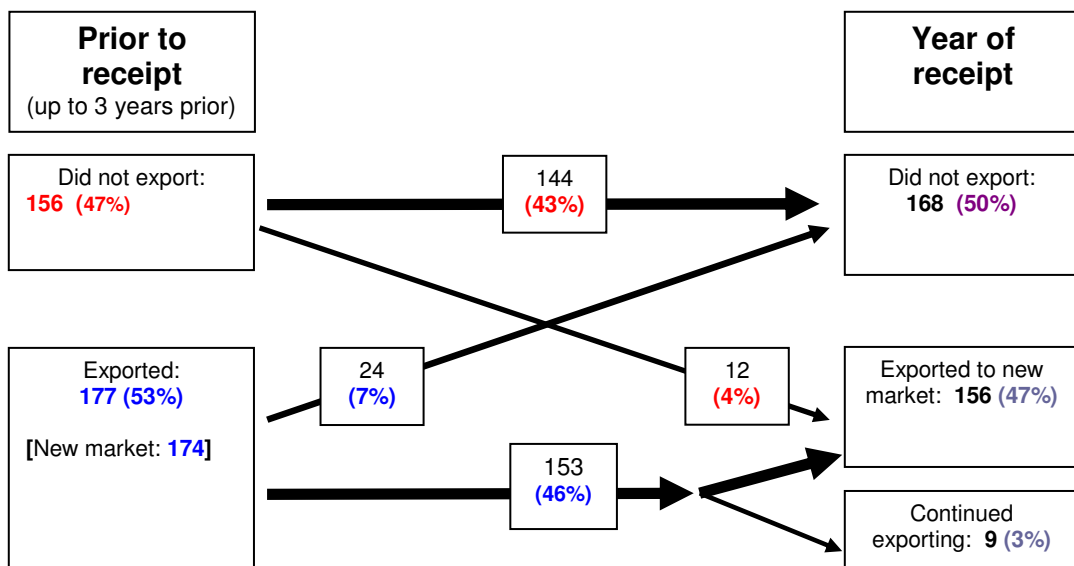 Prior to
receipt
(up to 3 years prior)
Year of
receipt
Did not export:
156 (47%)
144
(43%)
Did not export:
168 (50%)
Exported:
177 (53%)
[New market: 174]
24
(7%)
12
(4%)
Exported to new
market: 156 (47%)
153
(46%)
Continued
exporting: 9 (3%)